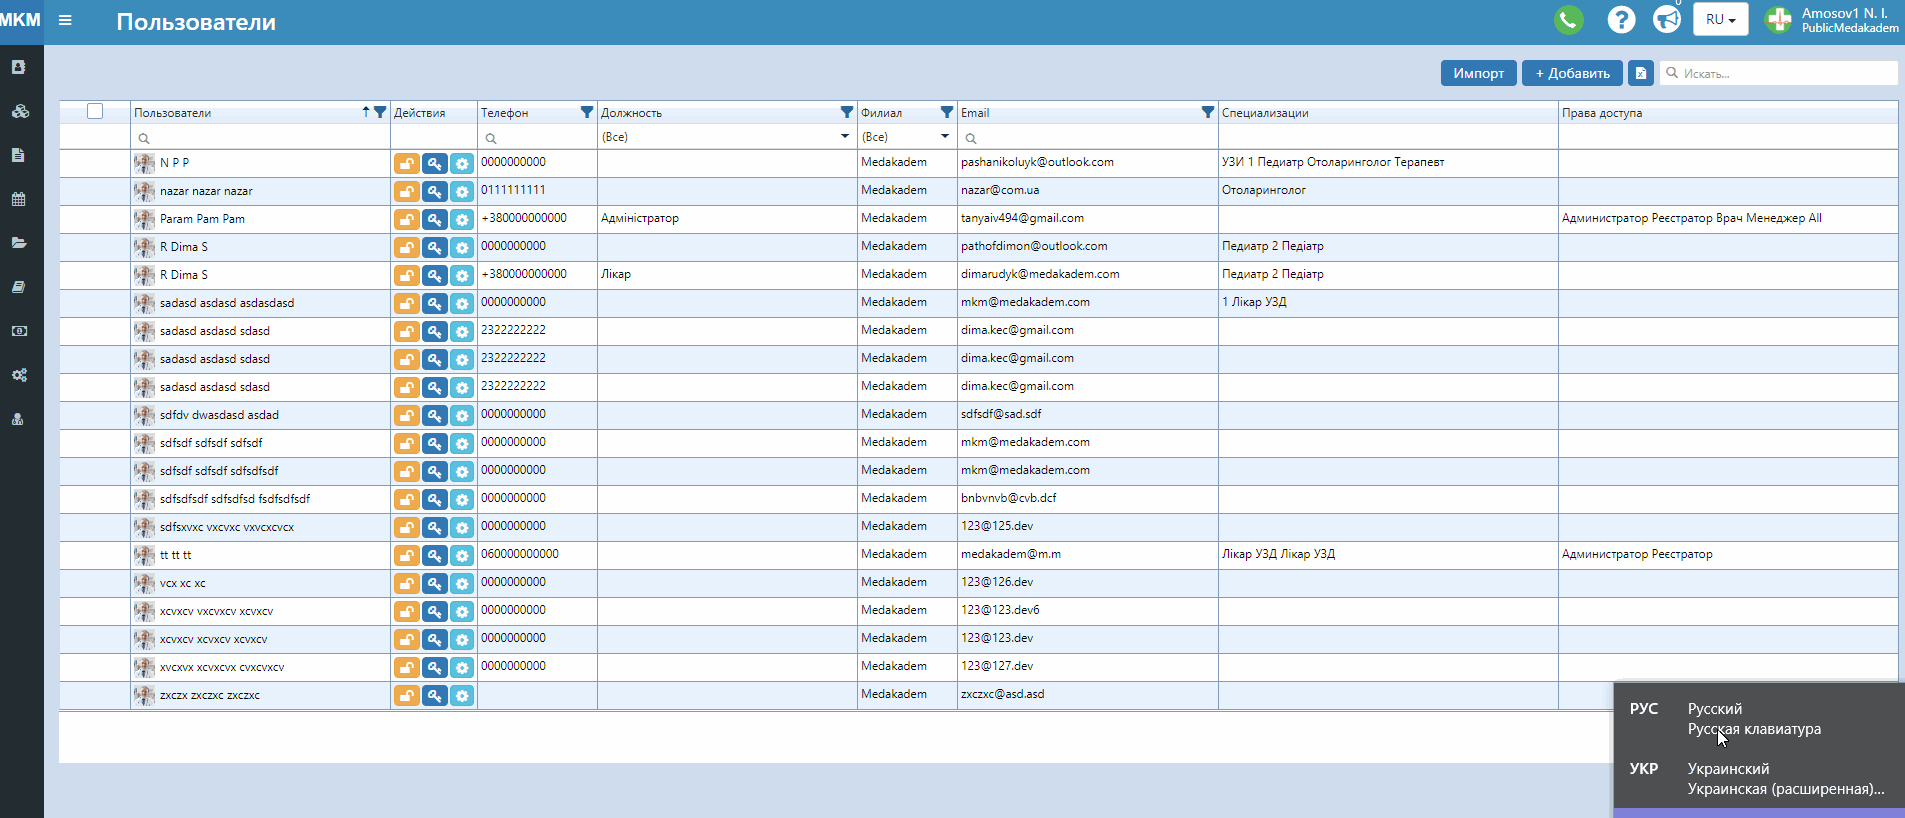 МКМ Пользователи 0 RU Amosov1 N. I.
PublicMedakadem
Импорт + Добавить Искать...
Пользователи Действия Телефон Должность Филиал Email Специализации Права доступа
(Все) (Все)
N P P 0000000000 Medakadem pashanikoluyk@outlook.com УЗИ 1 Педиатр Отоларинголог Терапевт
nazar nazar nazar 0111111111 Medakadem nazar@com.ua Отоларинголог
Param Pam Pam +380000000000 Адміністратор Medakadem tanyaiv494@gmail.com Администратор Реєстратор Врач Менеджер All
R Dima S 0000000000 Medakadem pathofdimon@outlook.com Педиатр 2 Педіатр
R Dima S +380000000000 Лікар Medakadem dimarudyk@medakadem.com Педиатр 2 Педіатр
sadasd asdasd asdasdasd 0000000000 Medakadem mkm@medakadem.com 1 Лікар УЗД
sadasd asdasd sdasd 2322222222 Medakadem dima.kec@gmail.com
sadasd asdasd sdasd 2322222222 Medakadem dima.kec@gmail.com
sadasd asdasd sdasd 2322222222 Medakadem dima.kec@gmail.com
sdfdv dwasdasd asdad 0000000000 Medakadem sdfsdf@sad.sdf
sdfsdf sdfsdf sdfsdf 0000000000 Medakadem mkm@medakadem.com
sdfsdf sdfsdf sdfsdfsdf 0000000000 Medakadem mkm@medakadem.com
sdfsdfsdf sdfsdfsd fsdfsdfsdf 0000000000 Medakadem bnbvnvb@cvb.dcf
sdfsxvxc vxcvxc vxvcxcvcx 0000000000 Medakadem 123@125.dev
tt tt tt 060000000000 Medakadem medakadem@m.m Лікар УЗД Лікар УЗД Администратор Реєстратор
vcx xc xc 0000000000 Medakadem 123@126.dev
xcvxcv vxcvxcv xcvxcv 0000000000 Medakadem 123@123.dev6
xcvxcv xcvxcv xcvxcv 0000000000 Medakadem 123@123.dev
xvcxvx xcvxcvx cvxcvxcv 0000000000 Medakadem 123@127.dev
zxczx zxczxc zxczxc Medakadem zxczxc@asd.asd
РУС Русский
Русская клавиатура
УКР Украинский
Украинская (расширенная)...